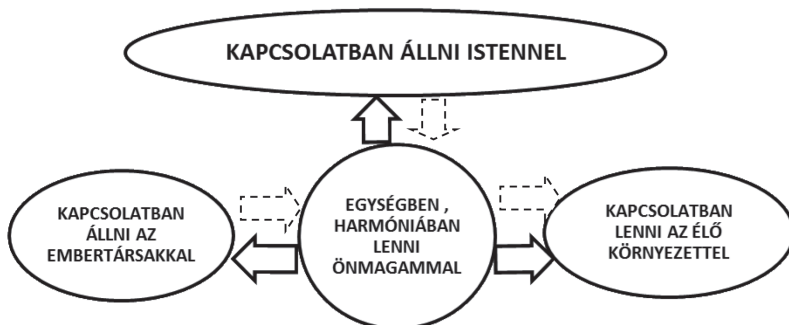 KAPCSOLATBAN ÁLLNI ISTENNEL
KAPCSOLATBAN
ÁLLNI AZ
EMBERTÁRSAKKAL
EGYSÉGBEN ,
HARMÓNIÁBAN
LENNI
ÖNMAGAMMAL
KAPCSOLATBAN
LENNI AZ ÉLŐ
KÖRNYEZETTEL